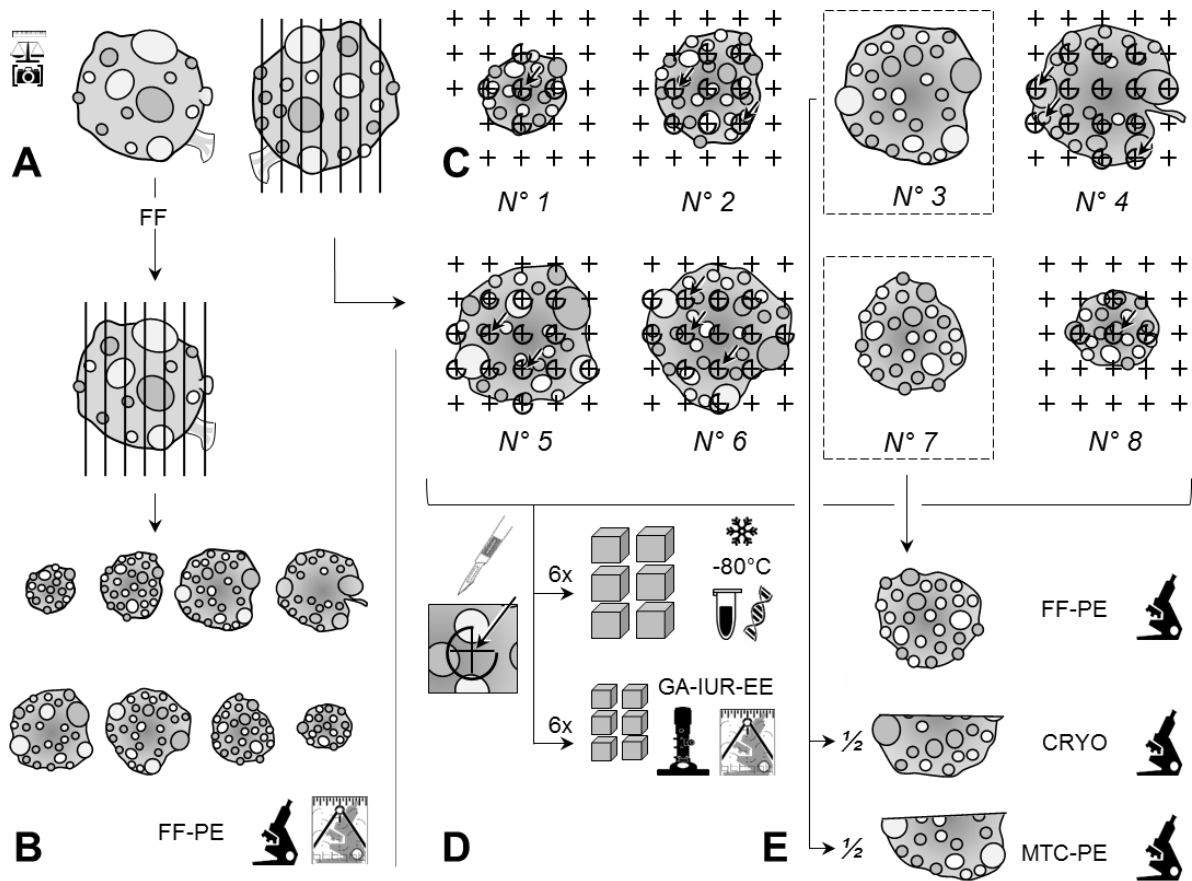 A
FF
C
N° 1
N° 2
N° 3
N° 4
N° 5
N° 6
N° 7
N° 8
6x
-80°C
FF-PE
GA-IUR-EE
6x
½
CRYO
FF-PE
½
MTC-PE
B
D
E